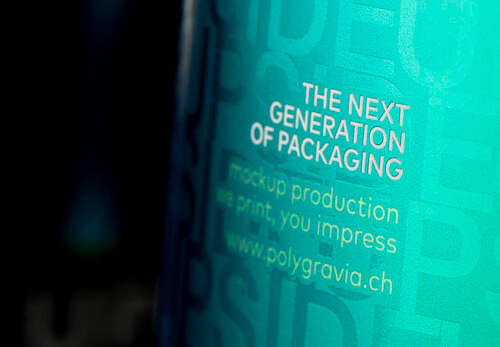 THE NEXT
GENERATION
OF PACKAGING
mockup production
we print, you impress
www.polygravia.ch